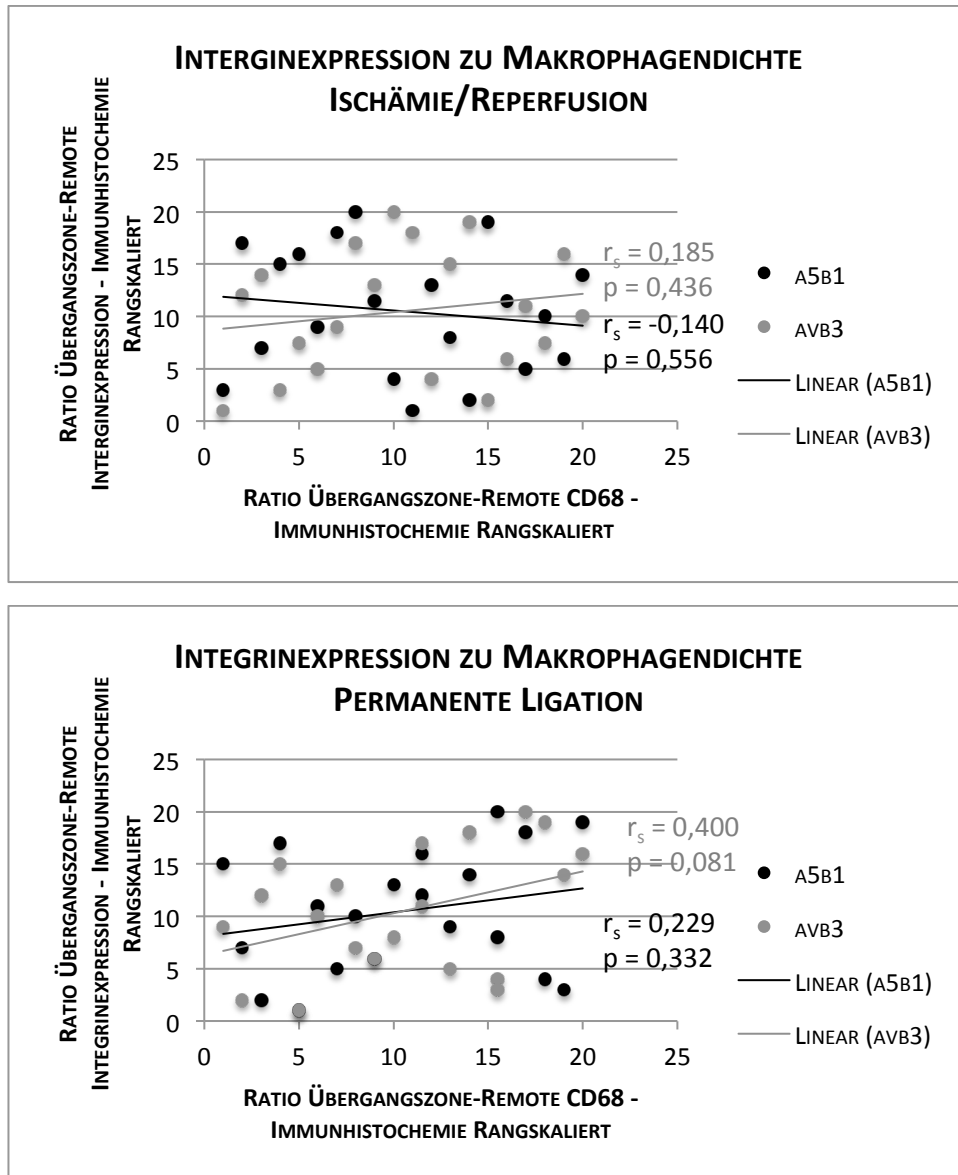 INTERGINEXPRESSION ZU MAKROPHAGENDICHTE
ISCHÄMIE/REPERFUSION
RATIO ÜBERGANGSZONE-REMOTE
INTERGINEXPRESSION - IMMUNHISTOCHEMIE
RANGSKALIERT
25
20
15
10
5
0
0 5 10 15 20 25
rs = 0,185
p = 0,436
rs = -0,140
p = 0,556
A5B1
AVB3
LINEAR (A5B1)
LINEAR (AVB3)
RATIO ÜBERGANGSZONE-REMOTE CD68 -
IMMUNHISTOCHEMIE RANGSKALIERT
INTEGRINEXPRESSION ZU MAKROPHAGENDICHTE
PERMANENTE LIGATION
RATIO ÜBERGANGSZONE-REMOTE
INTEGRINEXPRESSION - IMMUNHISTOCHEMIE
RANGSKALIERT
25
20
15
10
5
0
0 5 10 15 20 25
rs = 0,400
p = 0,081
rs = 0,229
p = 0,332
A5B1
AVB3
LINEAR (A5B1)
LINEAR (AVB3)
RATIO ÜBERGANGSZONE-REMOTE CD68 -
IMMUNHISTOCHEMIE RANGSKALIERT